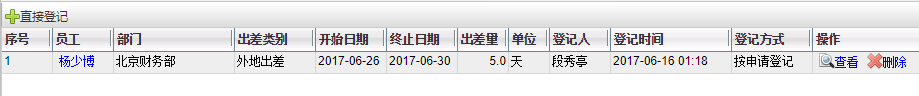 直接登记
序号 员工 部门 出差类别 开始日期 终止日期 出差量 单位 登记人 登记时间 登记方式 操作
1 杨少博 北京财务部 外地出差 2017-06-26 2017-06-30 5.0 天 段秀亭 2017-06-16 01:18 按申请登记 查看 删除